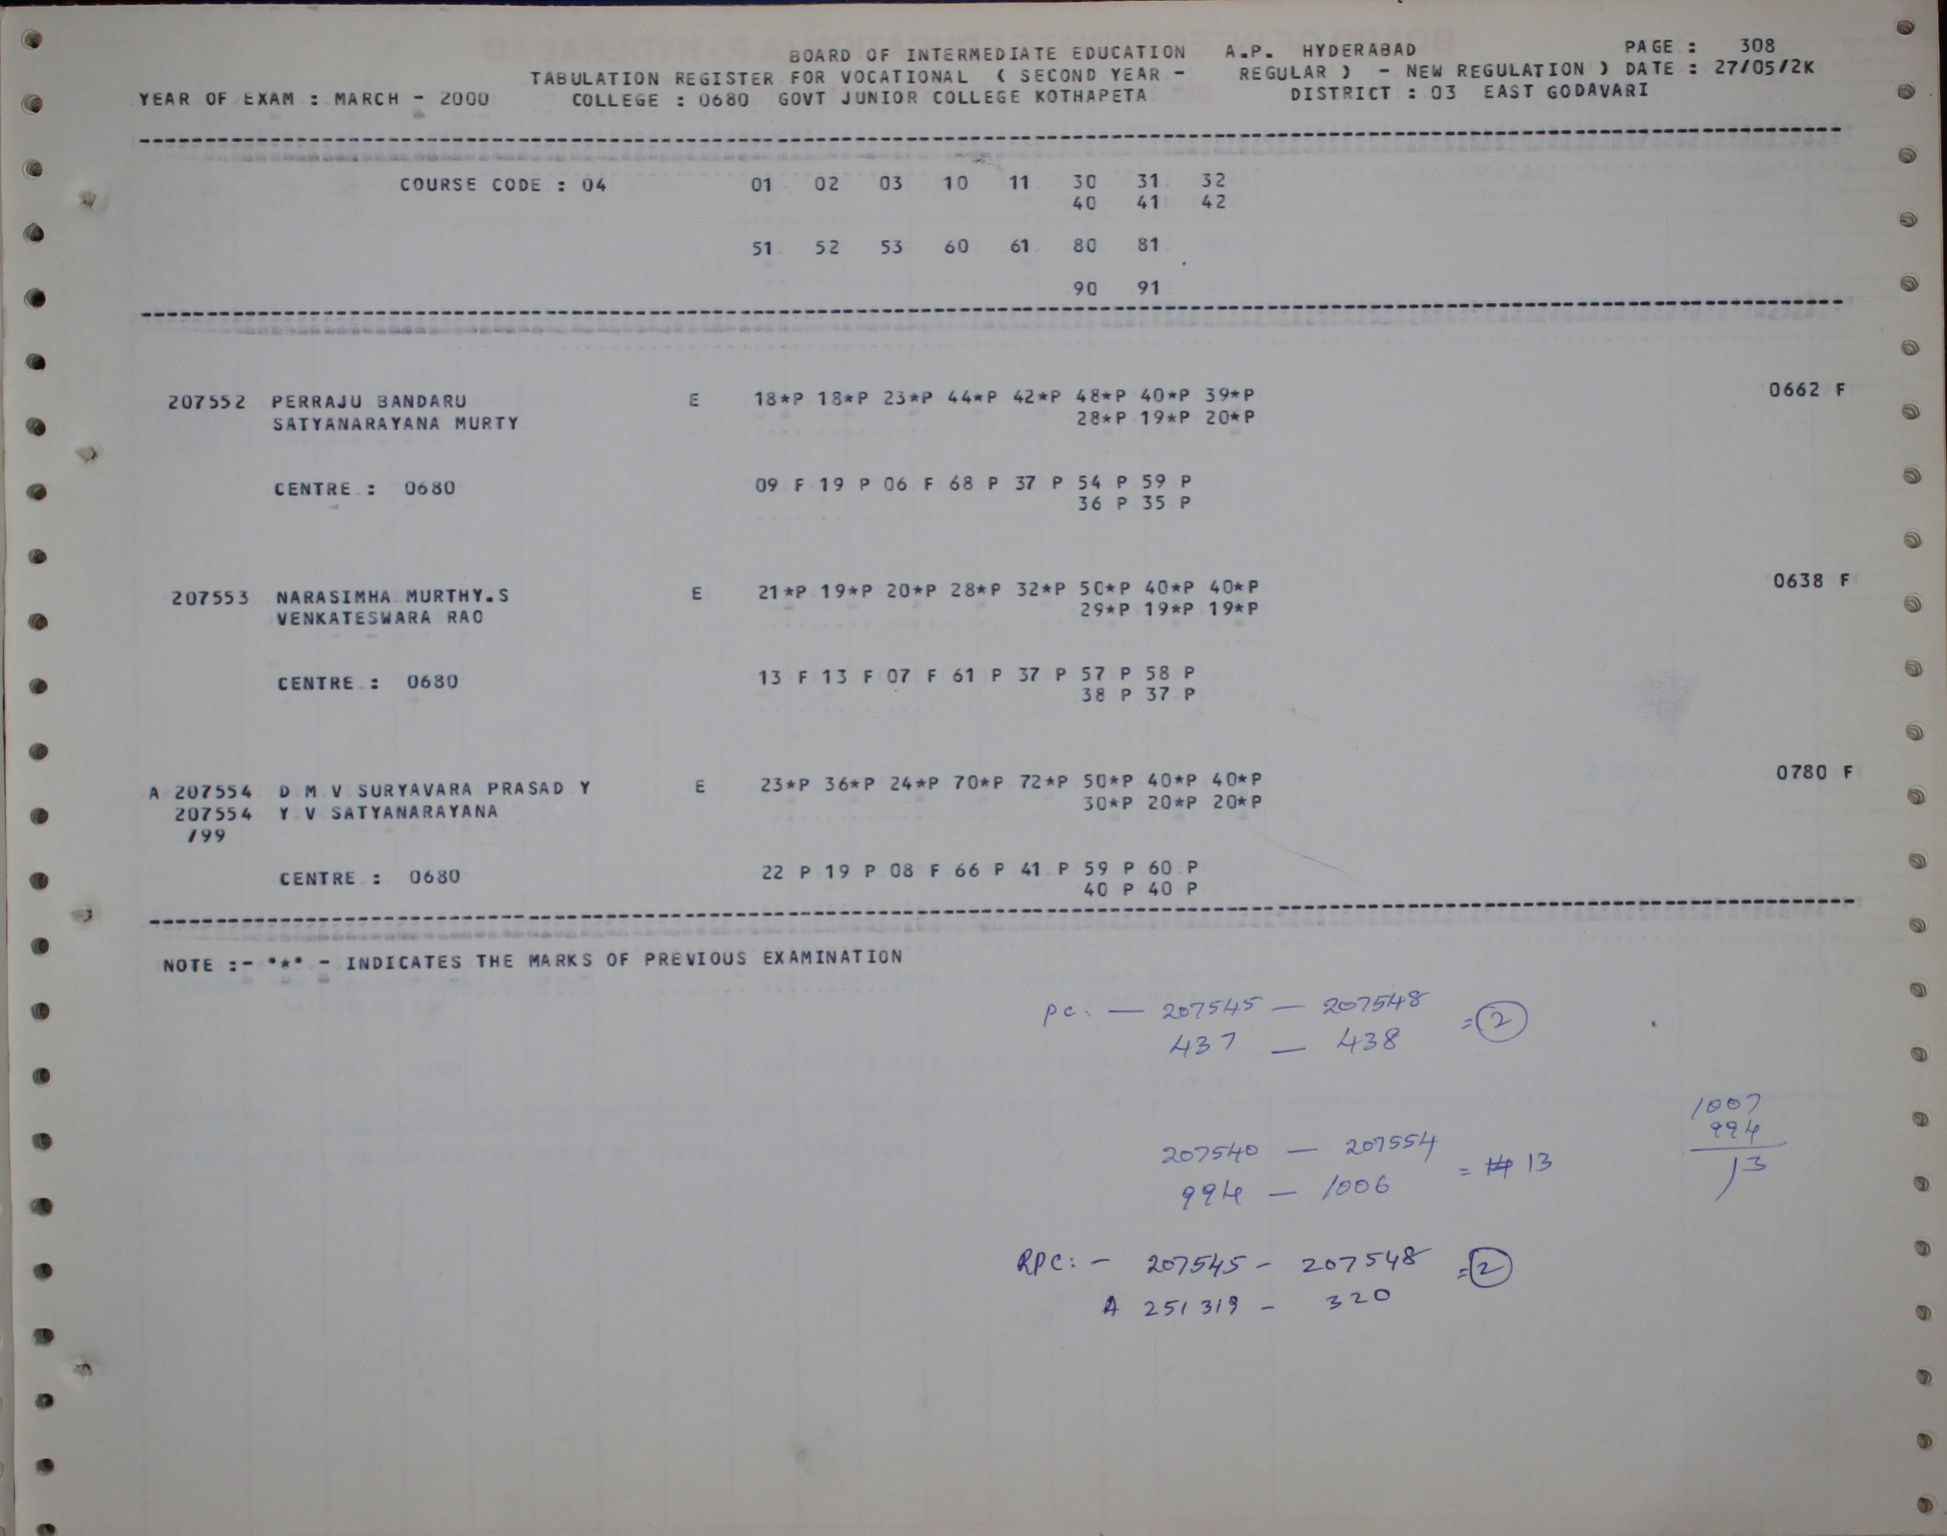 BOARD OF INTERMEDIATE EDUCATION A.P. HYDERABAD PAGE : 308
TABULATION REGISTER FOR VOCATIONAL ( SECOND YEAR - REGULAR ) - NEW REGULATION ) DATE : 27/05/2K
YEAR OF EXAM : MARCH - 2000 COLLEGE : 0680 GOVT JUNIOR COLLEGE KOTHAPETA DISTRICT : 03 EAST GODAVARI
COURSE CODE : 04 01 02 03 10 11 30 31 32
40 41 42
51 52 53 60 61 80 81
90 91
207552 PERRAJU BANDARU E 18*P 18*P 23*P 44*P 42*P 48*P 40*P 39*P 0662 F
SATYANARAYANA MURTY 28*P 19*P 20*P
CENTRE : 0680 09 F 19 P 06 F 68 P 37 P 54 P 59 P
36 P 35 P
207553 NARASIMHA MURTHY.S E 21*P 19*P 20*P 28*P 32*P 50*P 40*P 40*P 0638 F
VENKATESWARA RAO 29*P 19*P 19*P
CENTRE : 0680 13 F 13 F 07 F 61 P 37 P 57 P 58 P
38 P 37 P
A 207554 D M V SURYAVARA PRASAD Y E 23*P 36*P 24*P 70*P 72*P 50*P 40*P 40*P 0780 F
207554 Y V SATYANARAYANA 30*P 20*P 20*P
/99
CENTRE : 0680 22 P 19 P 08 F 66 P 41 P 59 P 60 P
40 P 40 P
NOTE :- '*' - INDICATES THE MARKS OF PREVIOUS EXAMINATION
PC. — 207545 — 207548 = 2
437 — 438
1007
994
13
207540 — 207554 = 13
994 — 1006
RPC: - 207545 - 207548 = 2
A 251319 - 320